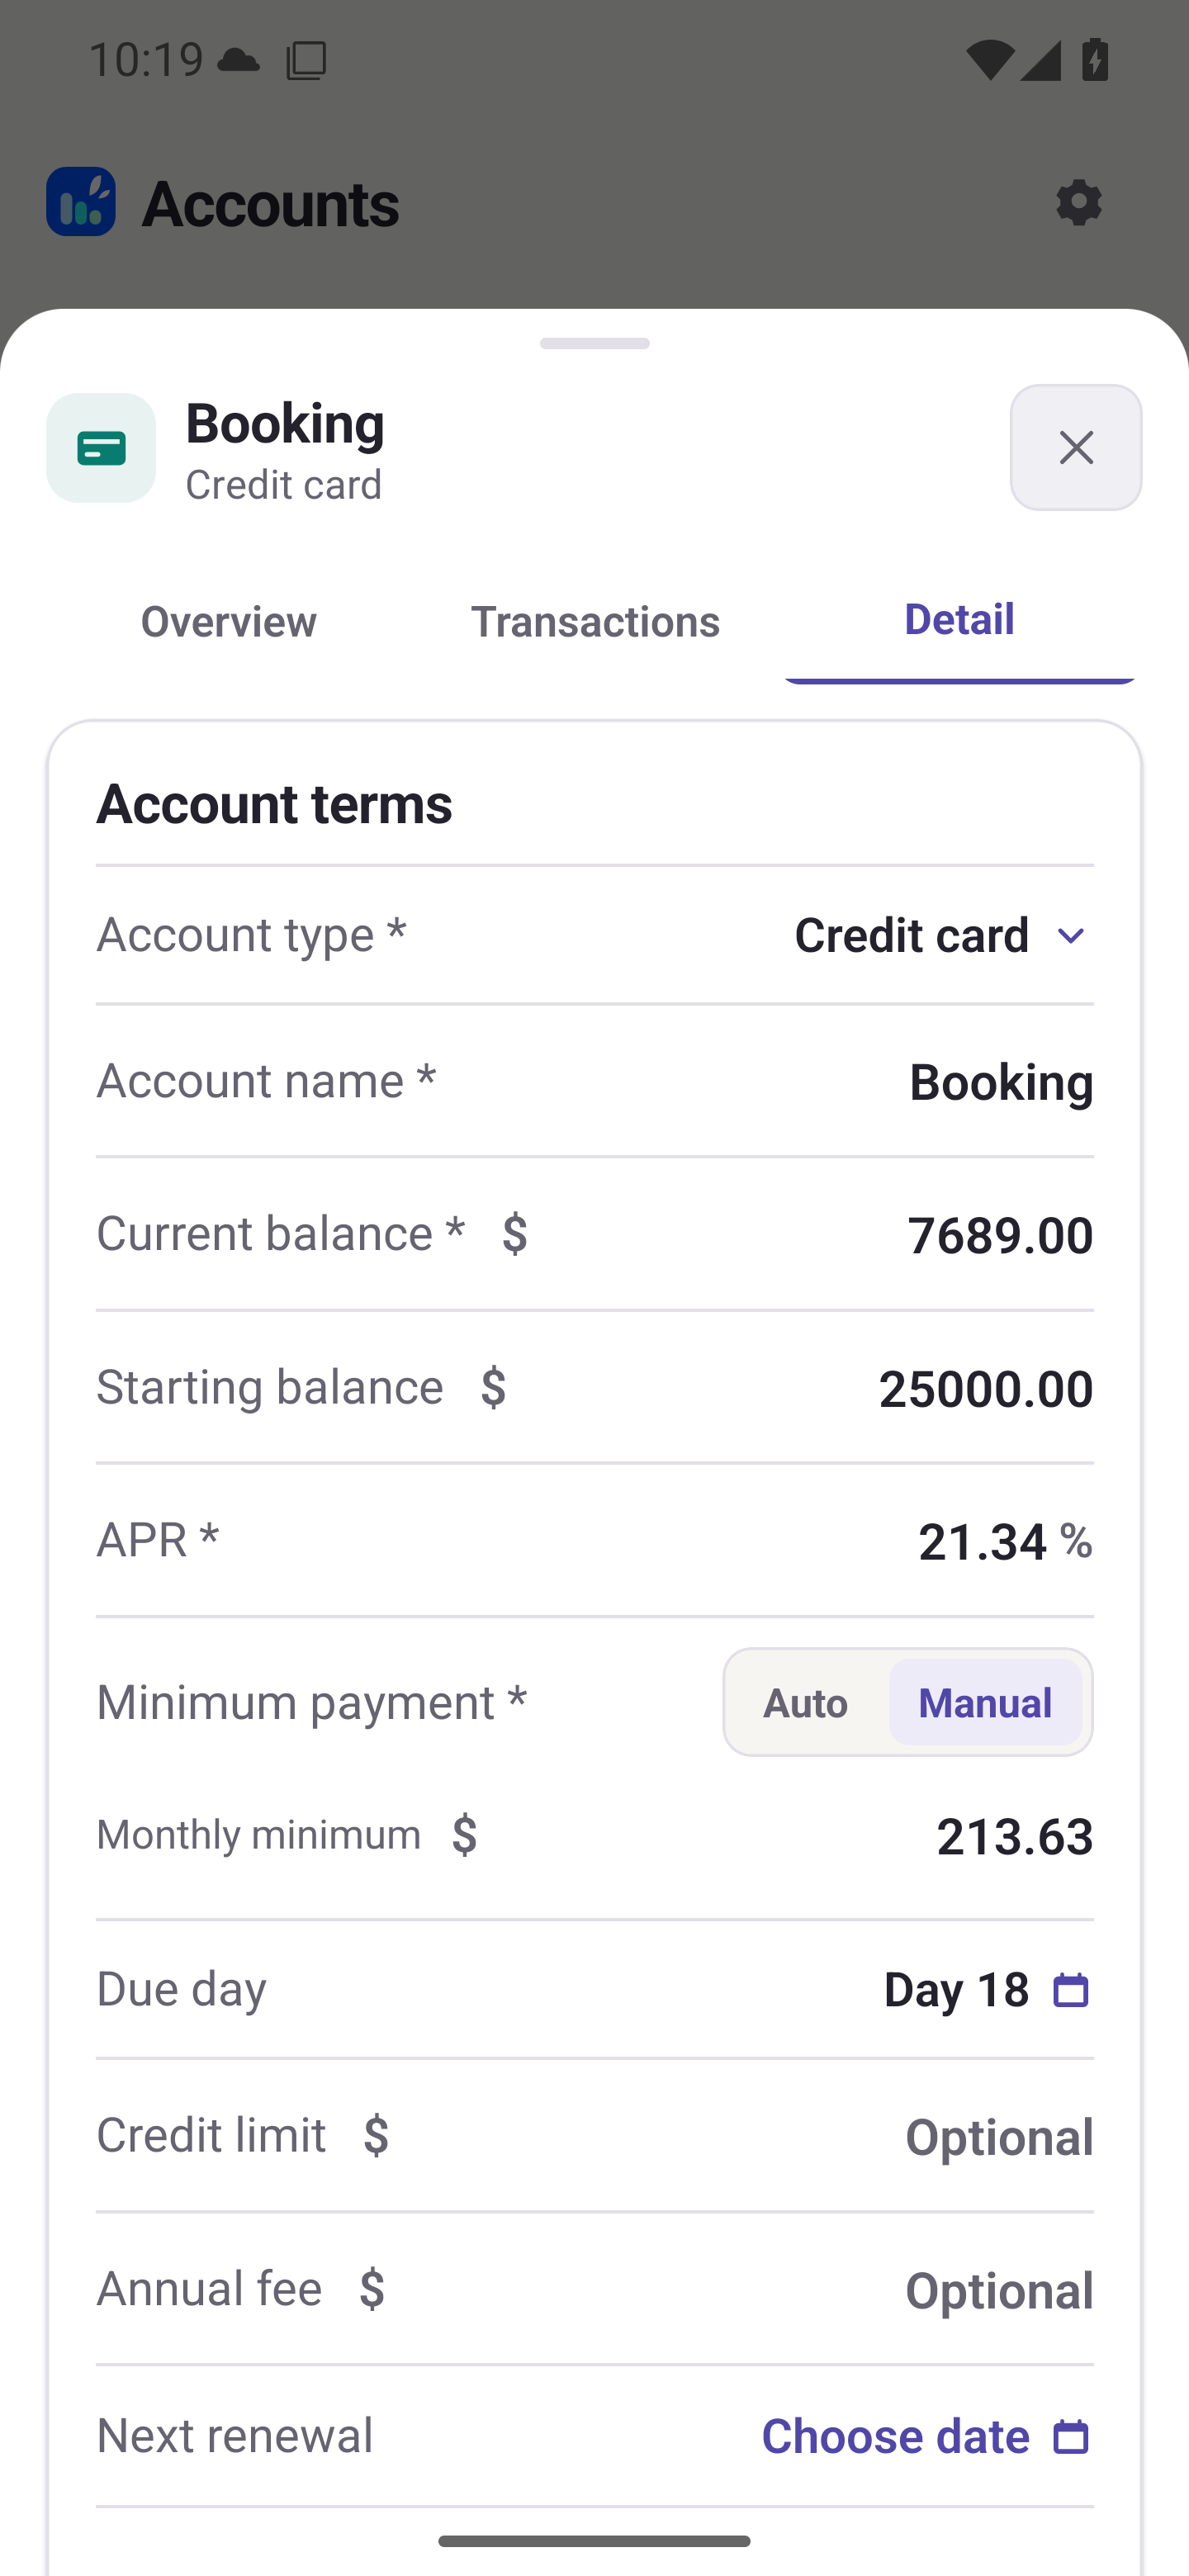 10:19
Accounts
Booking
Credit card
Overview Transactions Detail
Account terms
Account type * Credit card
Account name * Booking
Current balance * $ 7689.00
Starting balance $ 25000.00
APR * 21.34 %
Minimum payment * Auto Manual
Monthly minimum $ 213.63
Due day Day 18
Credit limit $ Optional
Annual fee $ Optional
Next renewal Choose date